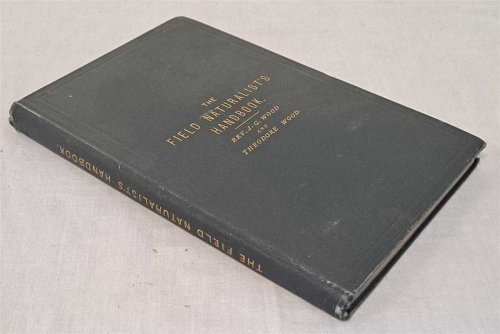 THE
FIELD NATURALIST'S
HANDBOOK.
REV. J. G. WOOD
AND
THEODORE WOOD.
THE FIELD NATURALIST'S HANDBOOK.